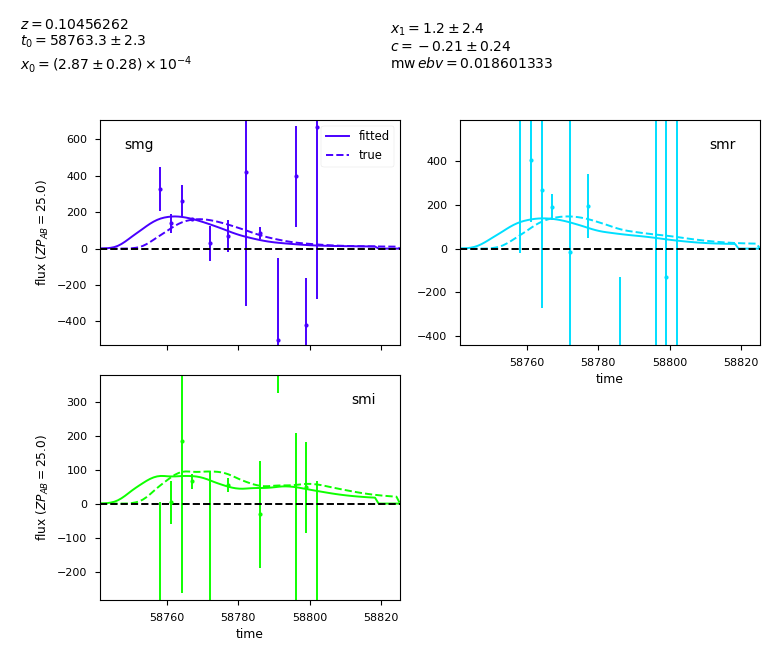 z = 0.10456262
t₀ = 58763.3 ± 2.3
x₀ = (2.87 ± 0.28) × 10⁻⁴
x₁ = 1.2 ± 2.4
c = −0.21 ± 0.24
mw ebv = 0.018601333
smg
fitted
true
600
400
200
0
−200
−400
flux (ZP_AB = 25.0)
smr
400
200
0
−200
−400
58760 58780 58800 58820
time
smi
300
200
100
0
−100
−200
flux (ZP_AB = 25.0)
58760 58780 58800 58820
time